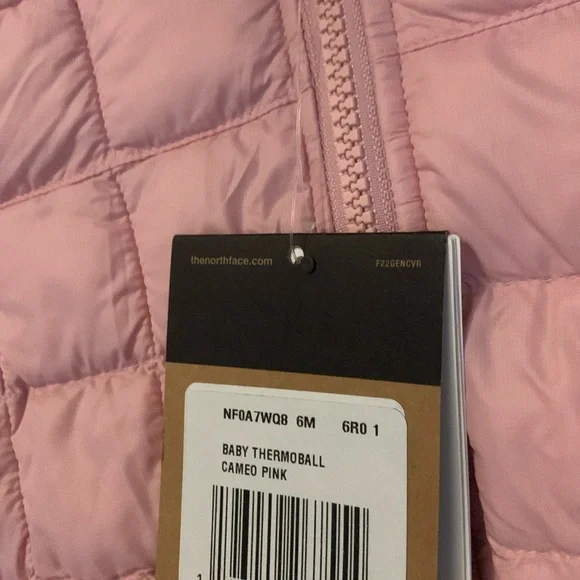 thenorthface.com F22GENCVR
NF0A7WQ8 6M 6R0 1
BABY THERMOBALL
CAMEO PINK
1